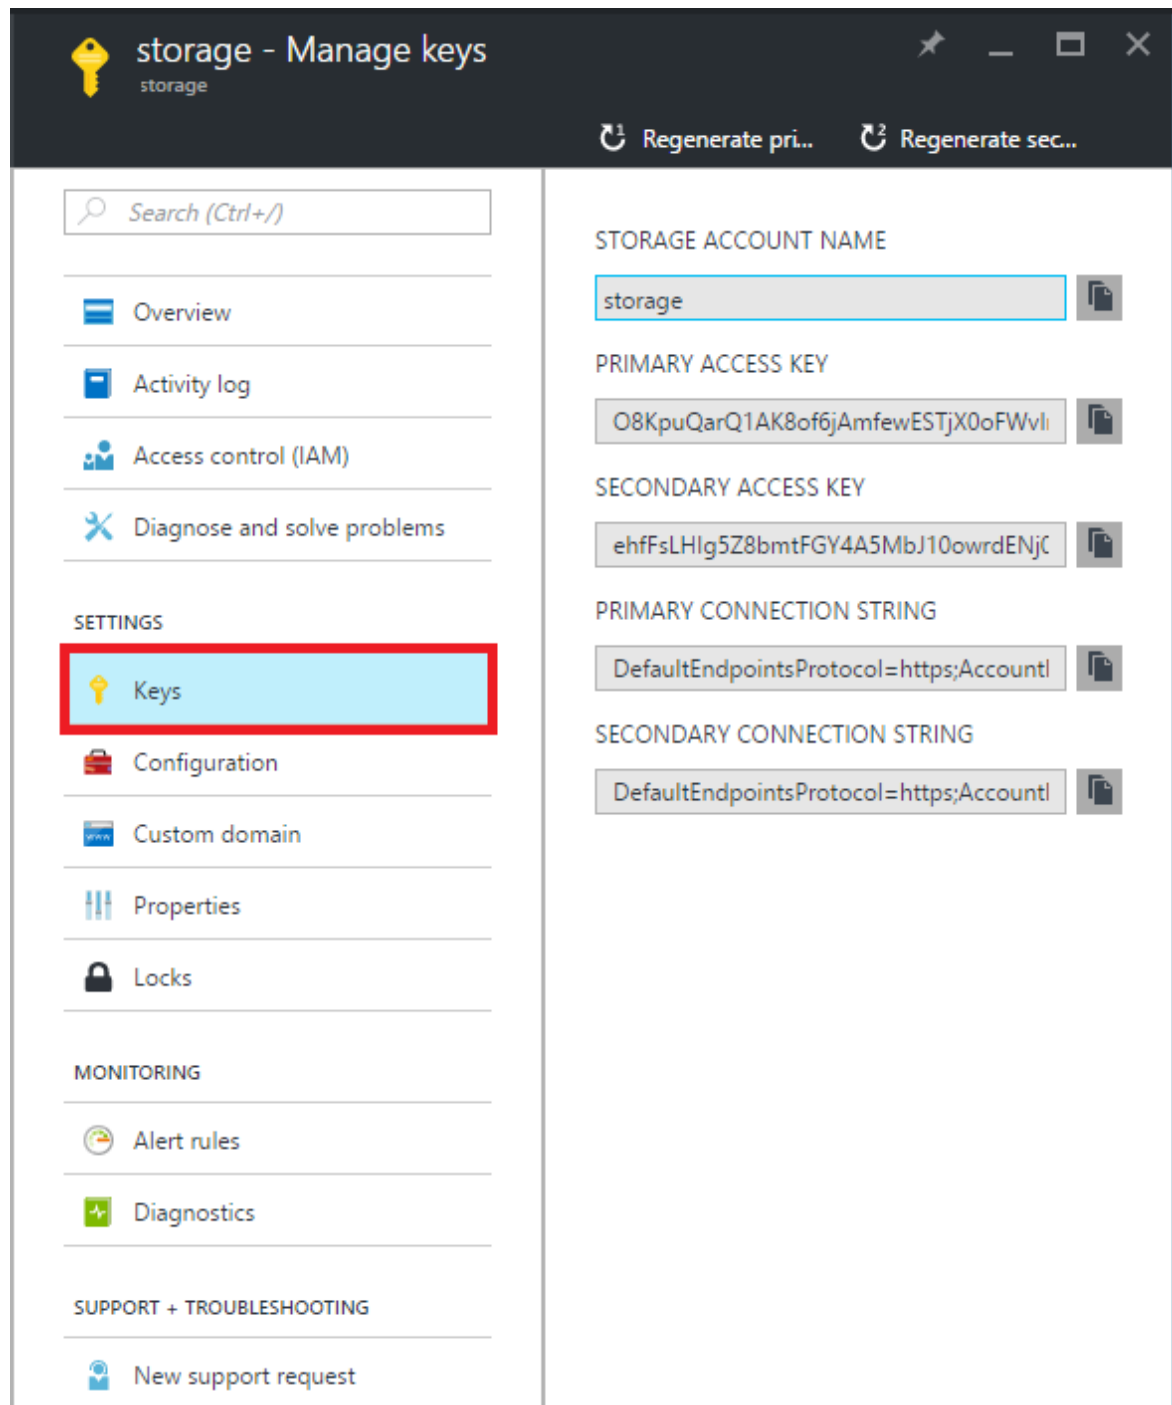 storage - Manage keys
storage
Regenerate pri...
Regenerate sec...
Search (Ctrl+/)
Overview
Activity log
Access control (IAM)
Diagnose and solve problems
SETTINGS
Keys
Configuration
Custom domain
Properties
Locks
MONITORING
Alert rules
Diagnostics
SUPPORT + TROUBLESHOOTING
New support request
STORAGE ACCOUNT NAME
storage
PRIMARY ACCESS KEY
O8KpuQarQ1AK8of6jAmfewESTjX0oFWvI
SECONDARY ACCESS KEY
ehfFsLHIg5Z8bmtFGY4A5MbJ10owrdENj
PRIMARY CONNECTION STRING
DefaultEndpointsProtocol=https;Account
SECONDARY CONNECTION STRING
DefaultEndpointsProtocol=https;Account